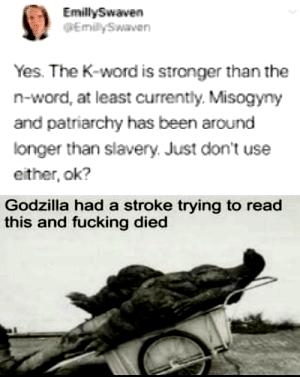 EmillySwaven
@EmillySwaven
Yes. The K-word is stronger than the
n-word, at least currently. Misogyny
and patriarchy has been around
longer than slavery. Just don't use
either, ok?
Godzilla had a stroke trying to read
this and fucking died